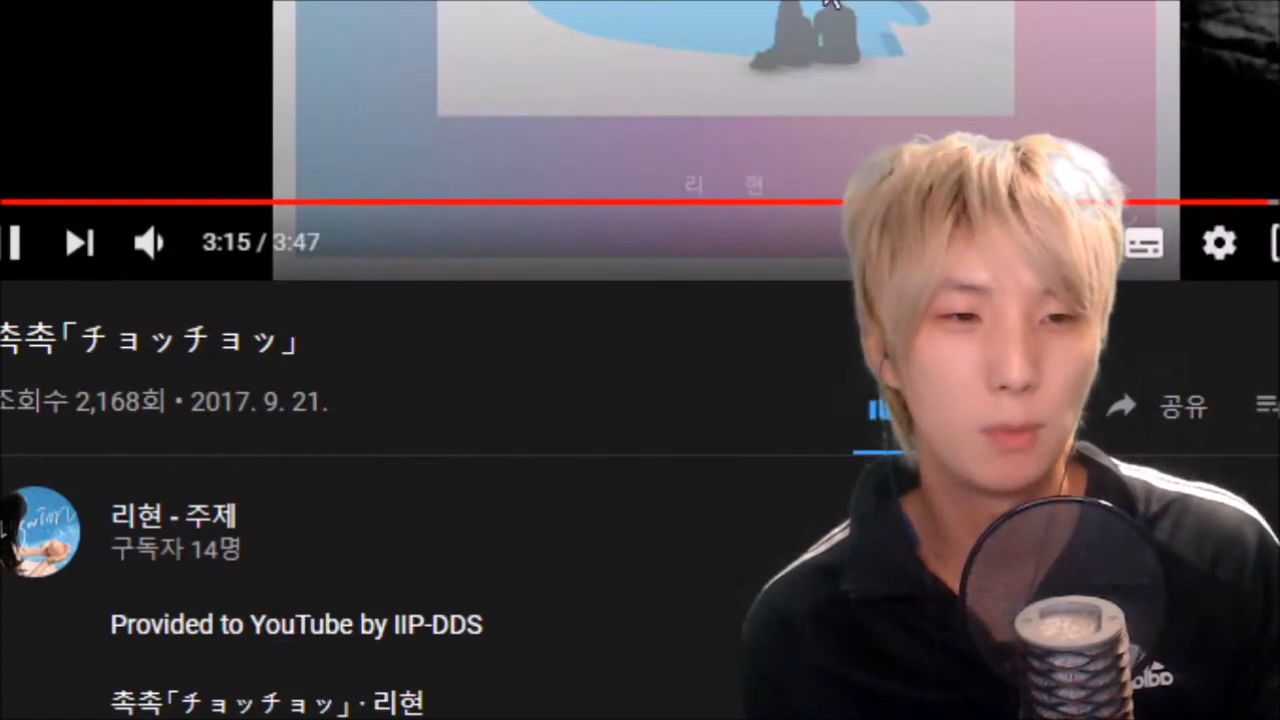 리 현
3:15 / 3:47
촉촉「チョッチョッ」
조회수 2,168회 • 2017. 9. 21.
공유
리현 - 주제
구독자 14명
Provided to YouTube by IIP-DDS
촉촉「チョッチョッ」 · 리현